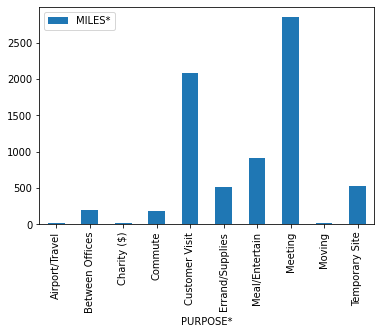 MILES*
2500
2000
1500
1000
500
0
Airport/Travel
Between Offices
Charity ($)
Commute
Customer Visit
Errand/Supplies
Meal/Entertain
Meeting
Moving
Temporary Site
PURPOSE*